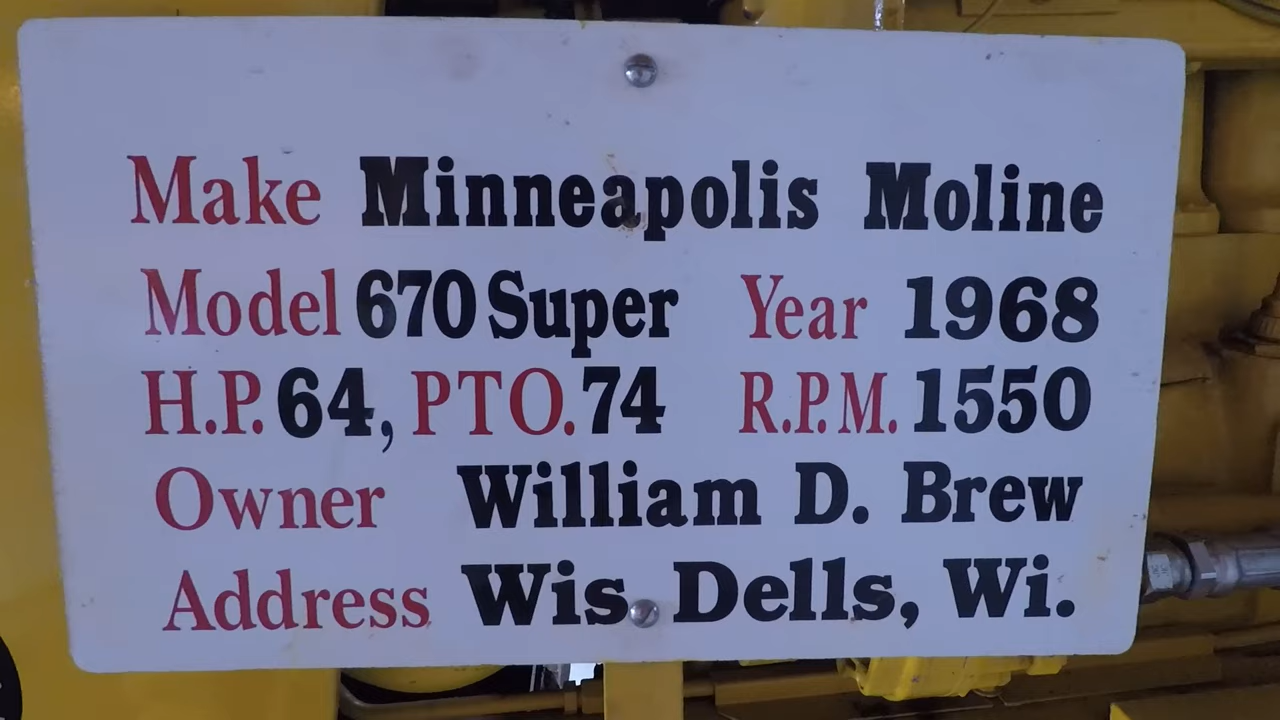 Make Minneapolis Moline
Model 670 Super Year 1968
H.P. 64, PTO. 74 R.P.M. 1550
Owner William D. Brew
Address Wis Dells, Wi.